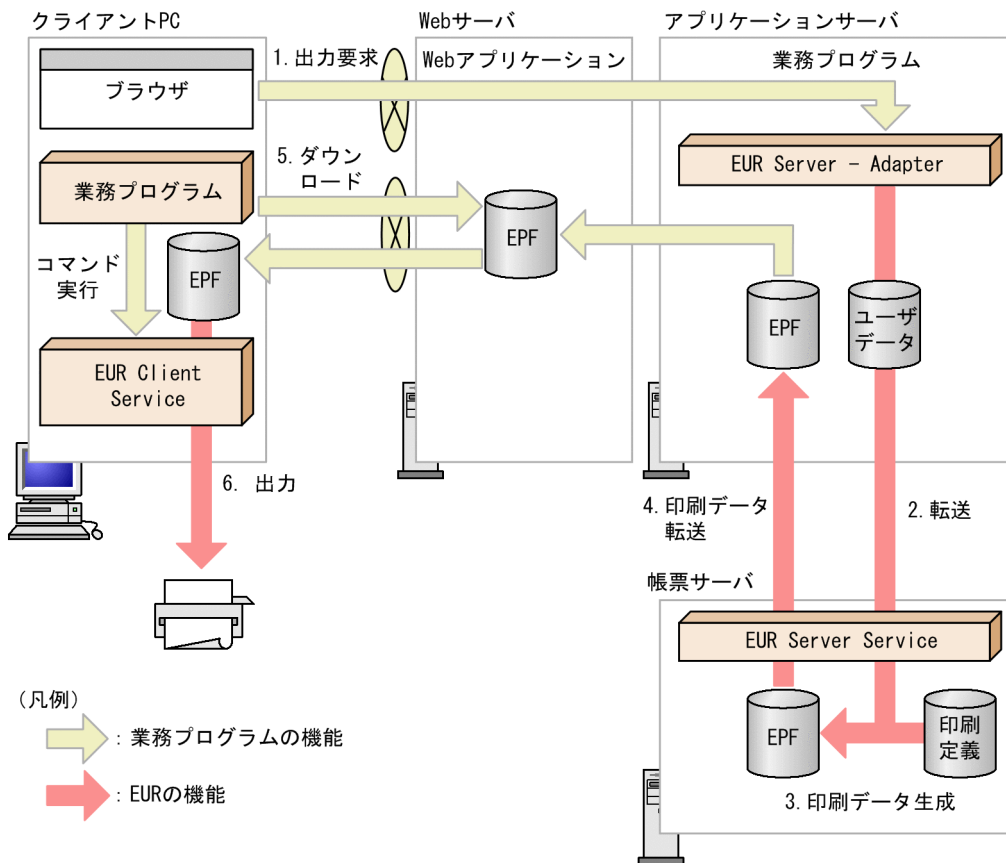 クライアントPC
Webサーバ
アプリケーションサーバ
ブラウザ
1.出力要求
Webアプリケーション
業務プログラム
EUR Server - Adapter
業務プログラム
5.ダウン
ロード
コマンド
実行
EPF
EPF
EPF
ユーザ
データ
EUR Client
Service
6. 出力
4.印刷データ
転送
2.転送
帳票サーバ
EUR Server Service
EPF
印刷
定義
3.印刷データ生成
(凡例)
:業務プログラムの機能
:EURの機能